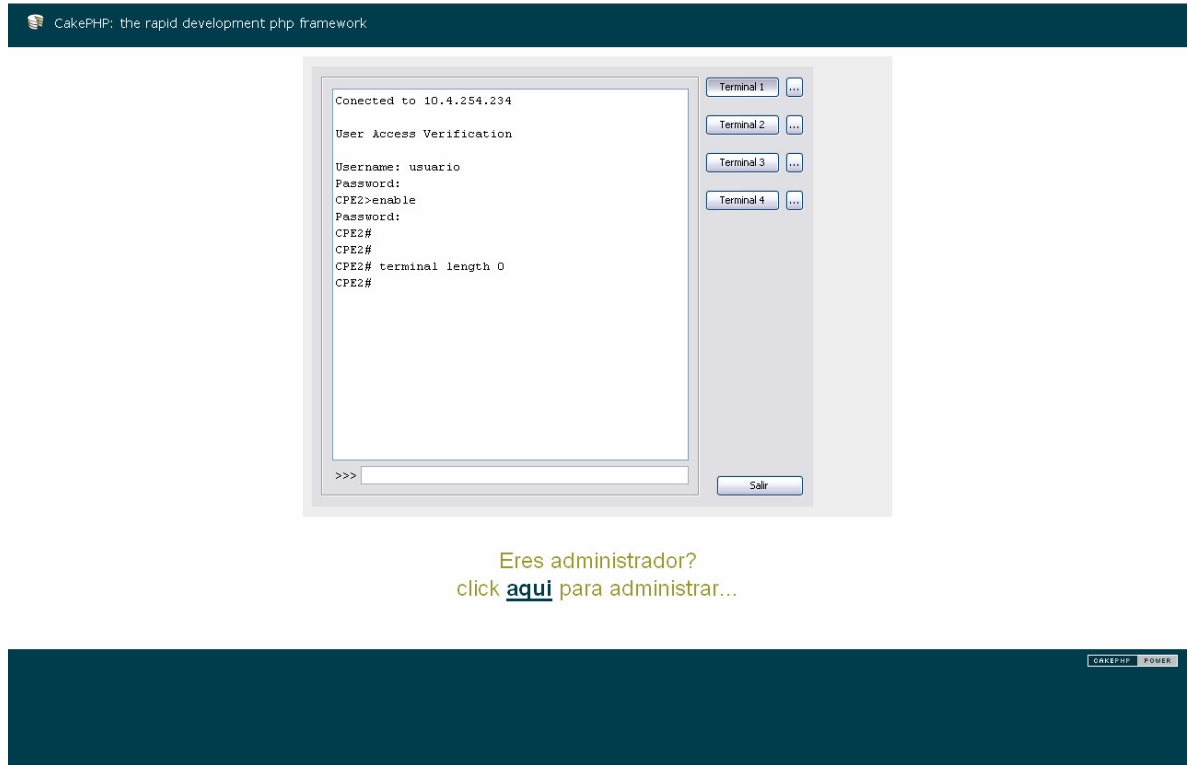 CakePHP: the rapid development php framework
Conected to 10.4.254.234
User Access Verification
Username: usuario
Password:
CPE2>enable
Password:
CPE2#
CPE2#
CPE2# terminal length 0
CPE2#
>>>
Terminal 1 ...
Terminal 2 ...
Terminal 3 ...
Terminal 4 ...
Salir
Eres administrador?
click aqui para administrar...
CAKEPHP POWER